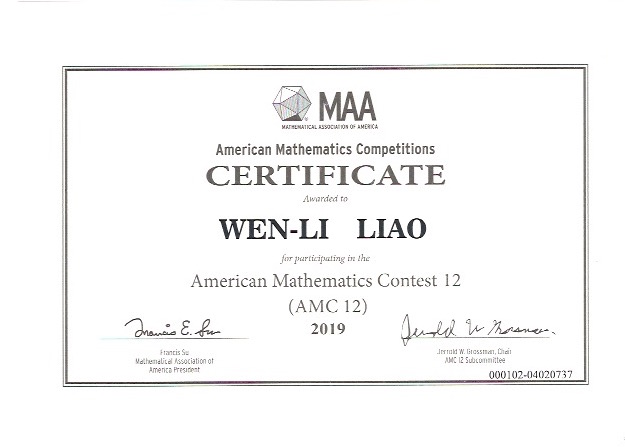 MAA
MATHEMATICAL ASSOCIATION OF AMERICA
American Mathematics Competitions
CERTIFICATE
Awarded to
WEN-LI LIAO
for participating in the
American Mathematics Contest 12
(AMC 12)
2019
Francis E. Su
Francis Su
Mathematical Association of
America President
Jerrold W. Grossman
Jerrold W. Grossman, Chair
AMC 12 Subcommittee
000102-04020737